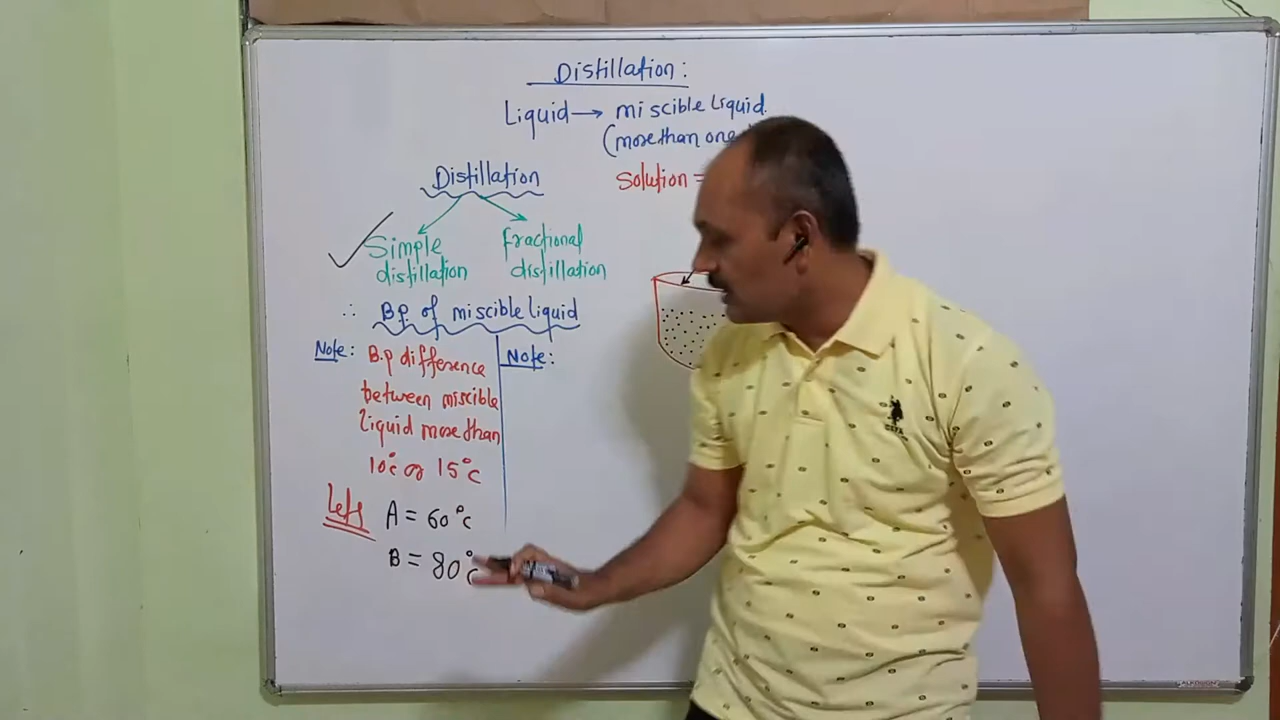 Distillation:
Liquid → miscible liquid.
(more than one
Distillation
Solution =
Simple
distillation
fractional
distillation
∴ B.p. of miscible liquid
Note: B.p difference
between miscible
liquid more than
10°c or 15°c
Note:
Let's
A = 60°c
B = 80°c